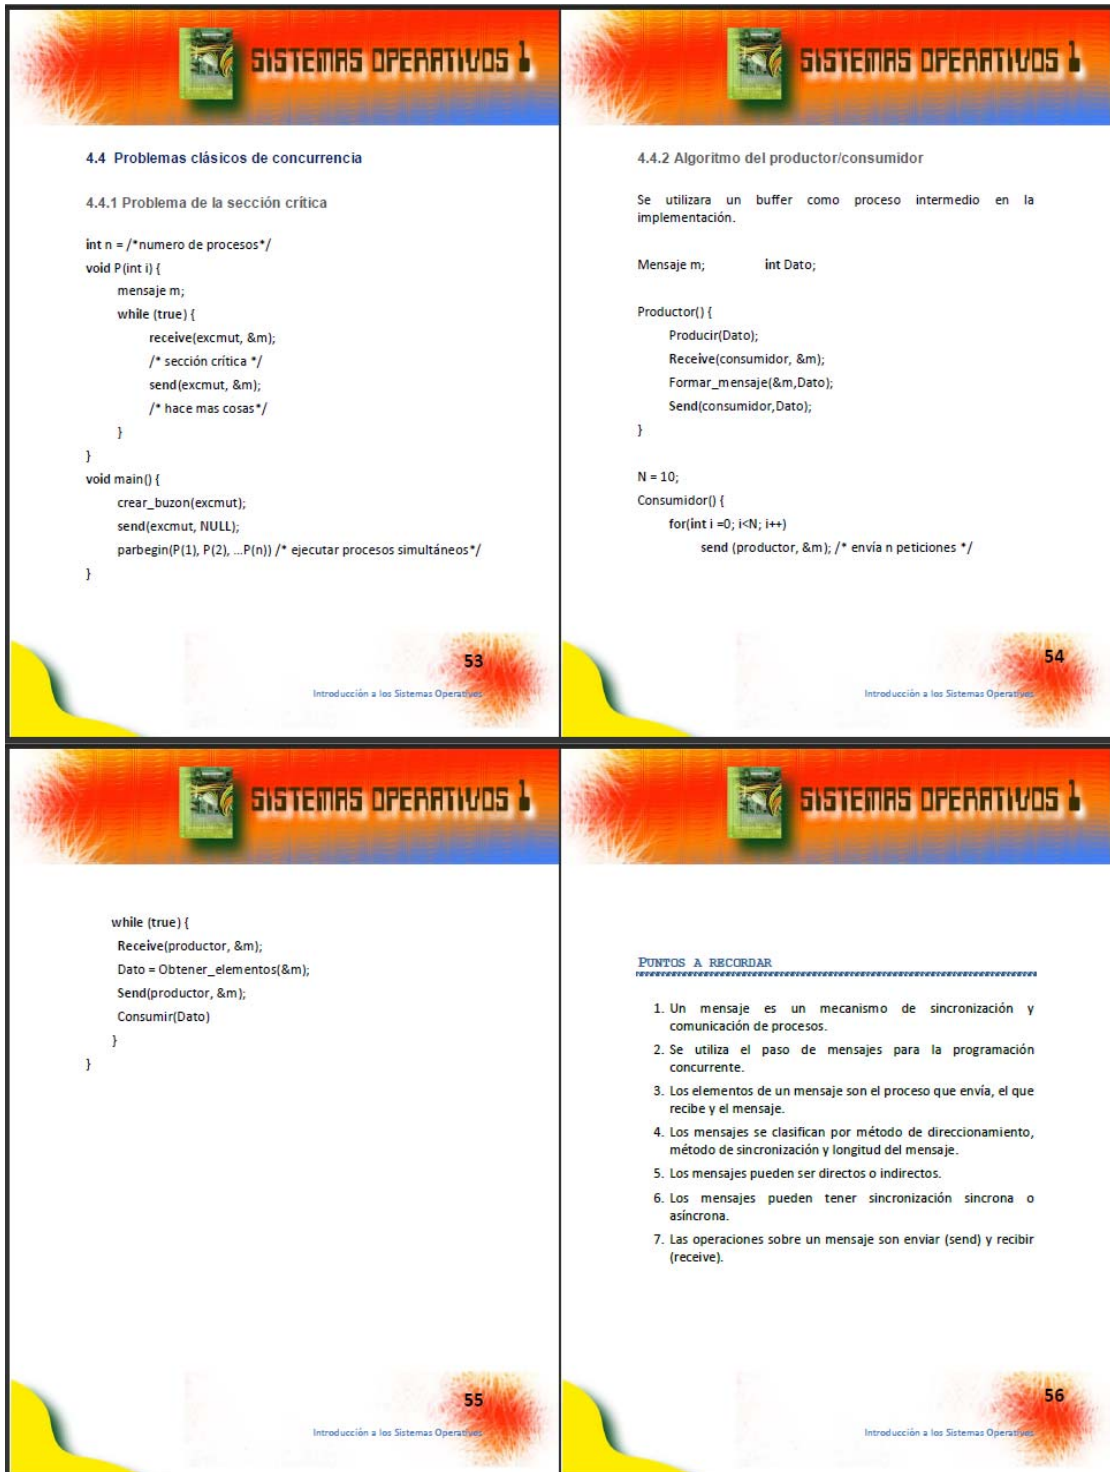 SISTEMAS OPERATIVOS 1
4.4 Problemas clásicos de concurrencia
4.4.1 Problema de la sección crítica
int n = /*numero de procesos*/
void P(int i) {
mensaje m;
while (true) {
receive(excmut, &m);
/* sección crítica */
send(excmut, &m);
/* hace mas cosas*/
}
}
void main() {
crear_buzon(excmut);
send(excmut, NULL);
parbegin(P(1), P(2), ...P(n)) /* ejecutar procesos simultáneos*/
}
53
Introducción a los Sistemas Operativos
SISTEMAS OPERATIVOS 1
4.4.2 Algoritmo del productor/consumidor
Se utilizara un buffer como proceso intermedio en la
implementación.
Mensaje m; int Dato;
Productor() {
Producir(Dato);
Receive(consumidor, &m);
Formar_mensaje(&m,Dato);
Send(consumidor,Dato);
}
N = 10;
Consumidor() {
for(int i =0; i<N; i++)
send (productor, &m); /* envía n peticiones */
54
Introducción a los Sistemas Operativos
SISTEMAS OPERATIVOS 1
while (true) {
Receive(productor, &m);
Dato = Obtener_elementos(&m);
Send(productor, &m);
Consumir(Dato)
}
}
55
Introducción a los Sistemas Operativos
SISTEMAS OPERATIVOS 1
PUNTOS A RECORDAR
1. Un mensaje es un mecanismo de sincronización y
comunicación de procesos.
2. Se utiliza el paso de mensajes para la programación
concurrente.
3. Los elementos de un mensaje son el proceso que envía, el que
recibe y el mensaje.
4. Los mensajes se clasifican por método de direccionamiento,
método de sincronización y longitud del mensaje.
5. Los mensajes pueden ser directos o indirectos.
6. Los mensajes pueden tener sincronización sincrona o
asíncrona.
7. Las operaciones sobre un mensaje son enviar (send) y recibir
(receive).
56
Introducción a los Sistemas Operativos